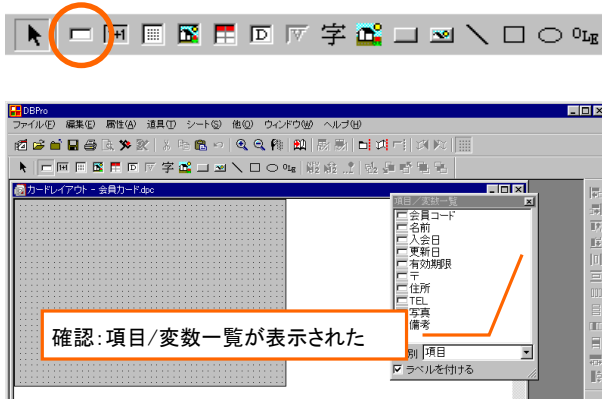 +1
D
字
OLE
DBPro
ファイル(F) 編集(E) 属性(A) 道具(T) シート(S) 他(O) ウィンドウ(W) ヘルプ(H)
字 OLE
カードレイアウト - 会員カード.dpc
項目/変数一覧
会員コード
名前
入会日
更新日
有効期限
〒
住所
TEL
写真
備考
確認:項目/変数一覧が表示された
別 項目
ラベルを付ける